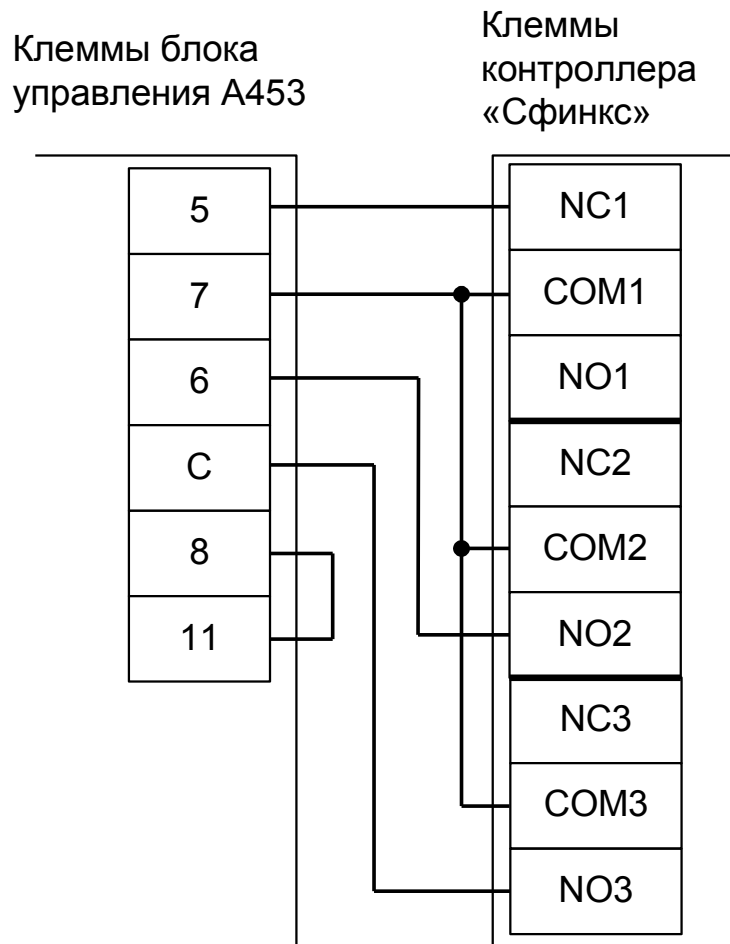 Клеммы блока
управления А453
Клеммы
контроллера
«Сфинкс»
5
7
6
C
8
11
NC1
COM1
NO1
NC2
COM2
NO2
NC3
COM3
NO3